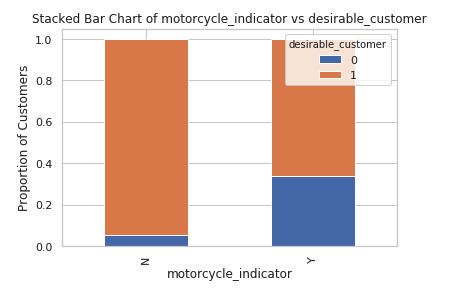 Stacked Bar Chart of motorcycle_indicator vs desirable_customer
desirable_customer
0
1
1.0
0.8
0.6
0.4
0.2
0.0
Proportion of Customers
N
Y
motorcycle_indicator